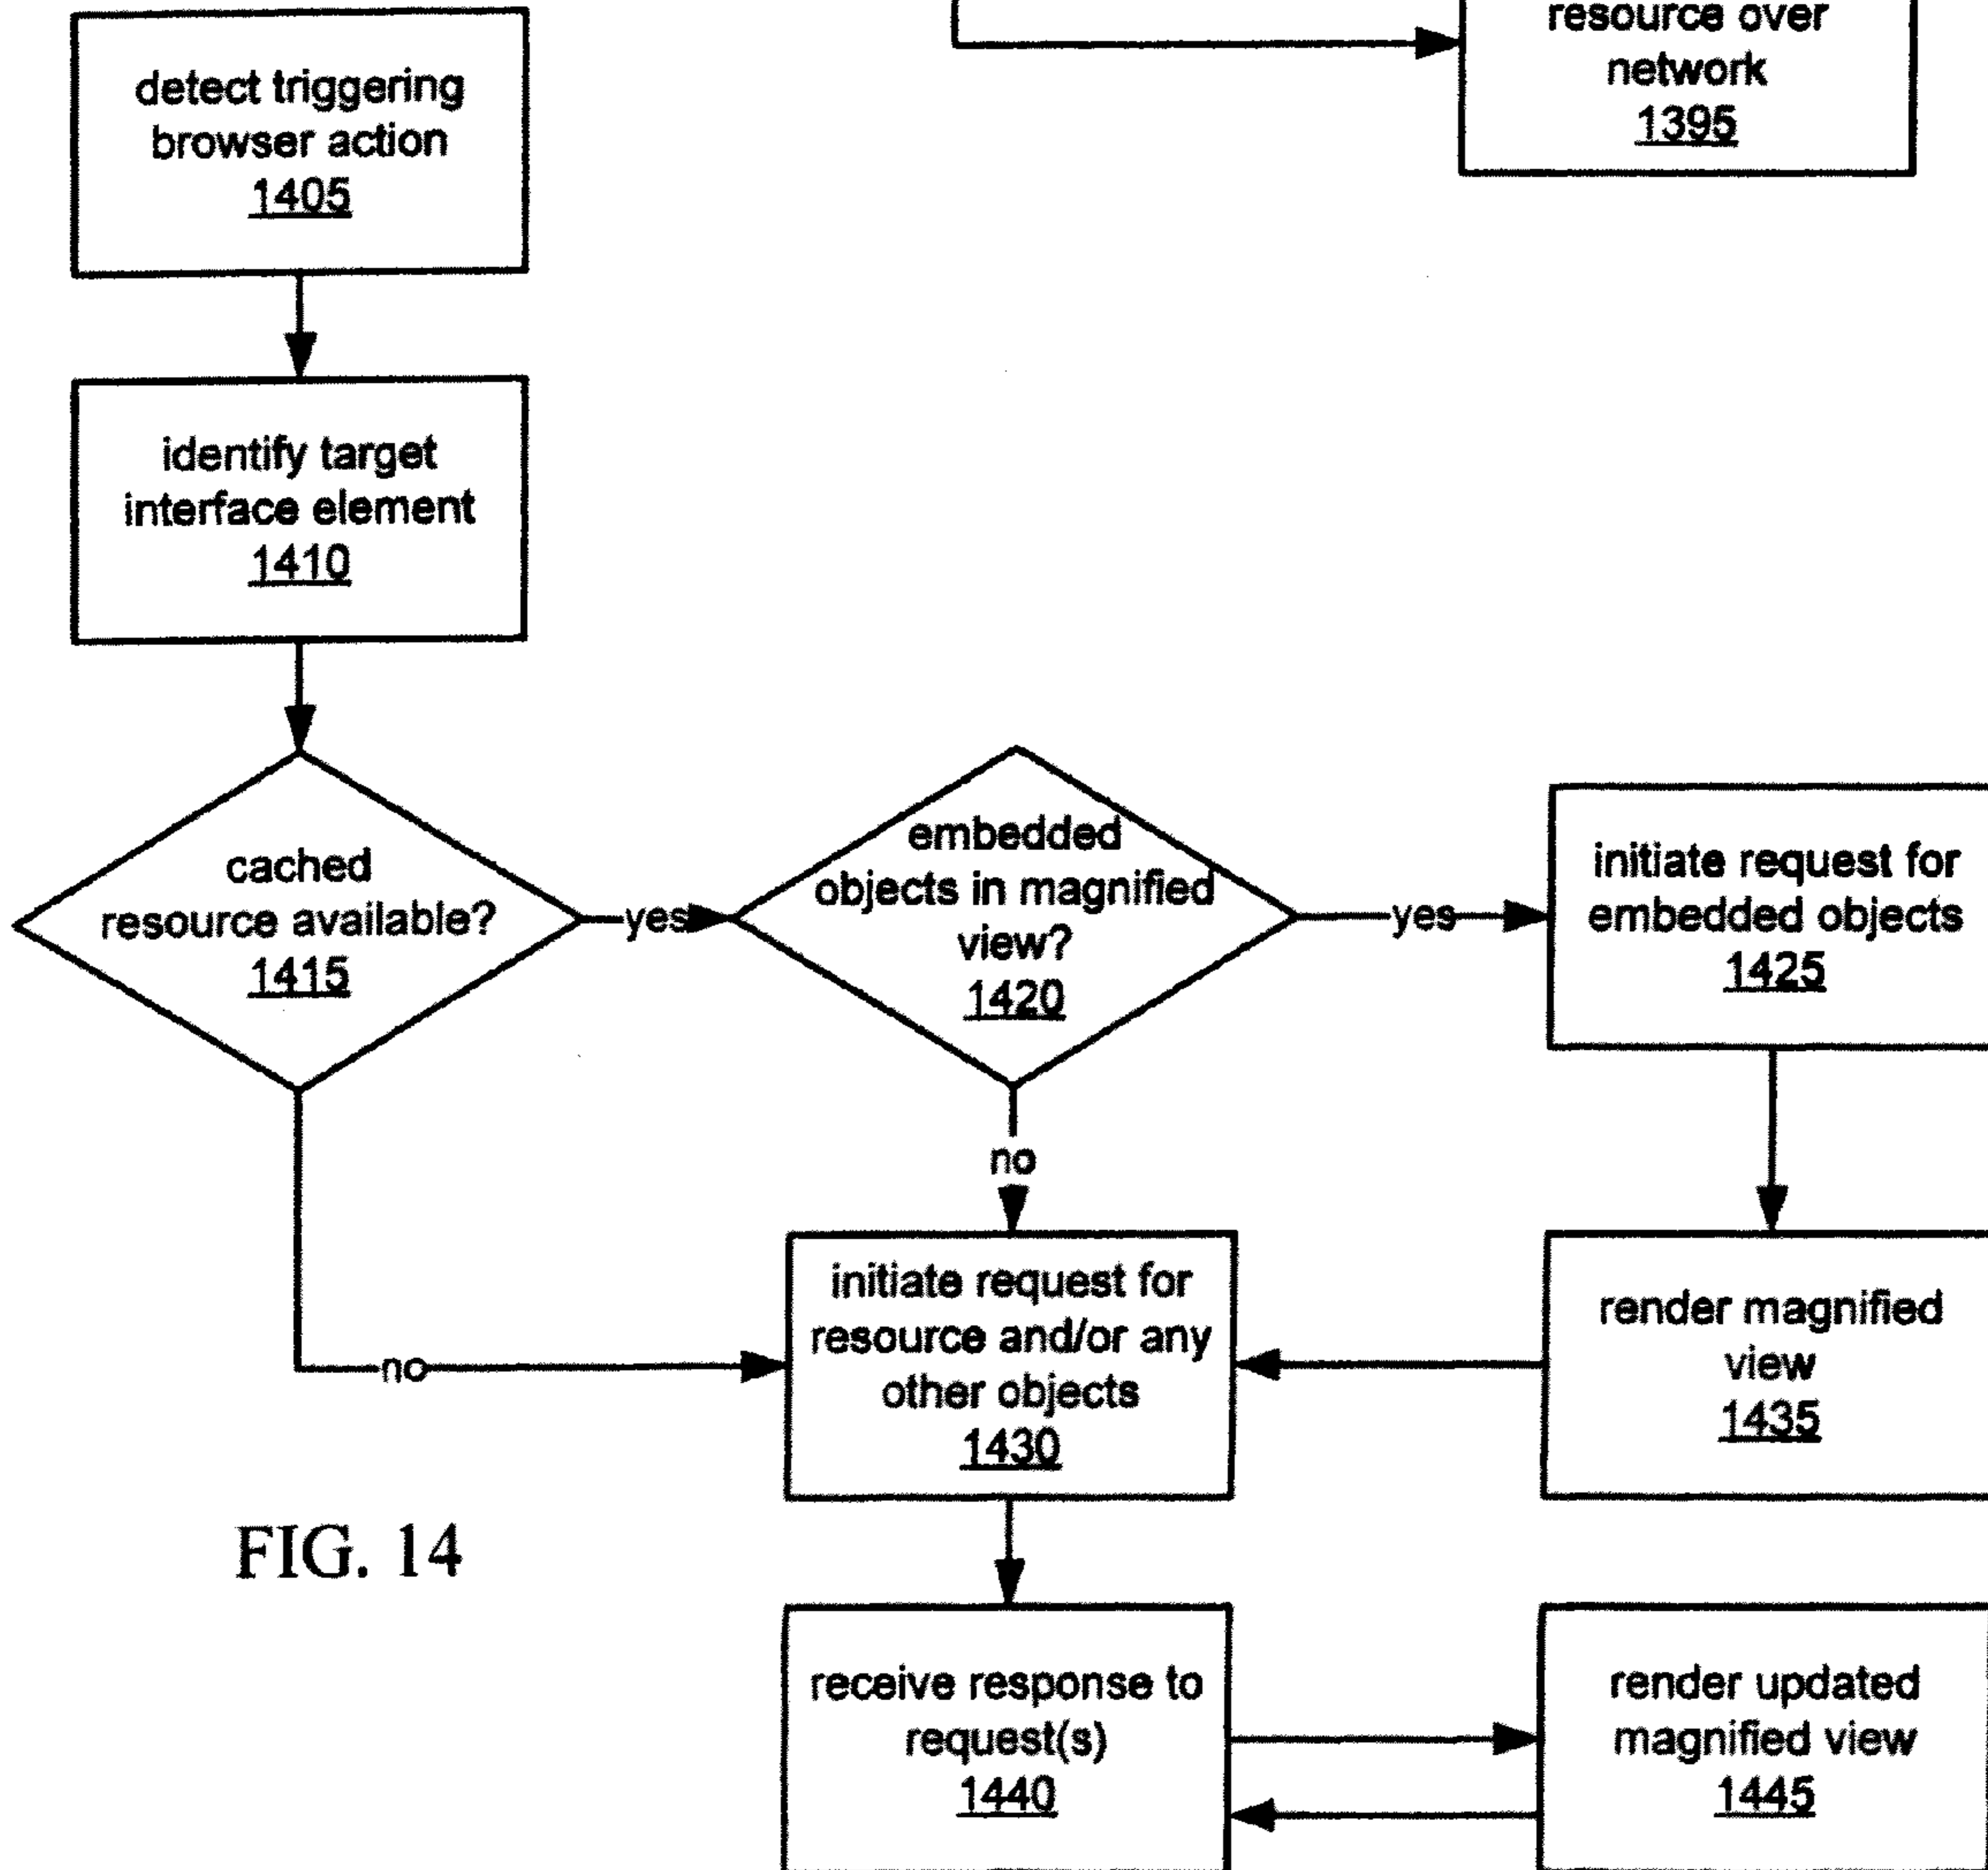 resource over
network
1395
detect triggering
browser action
1405
identify target
interface element
1410
cached
resource available?
1415
yes
embedded
objects in magnified
view?
1420
yes
initiate request for
embedded objects
1425
no
no
initiate request for
resource and/or any
other objects
1430
render magnified
view
1435
FIG. 14
receive response to
request(s)
1440
render updated
magnified view
1445